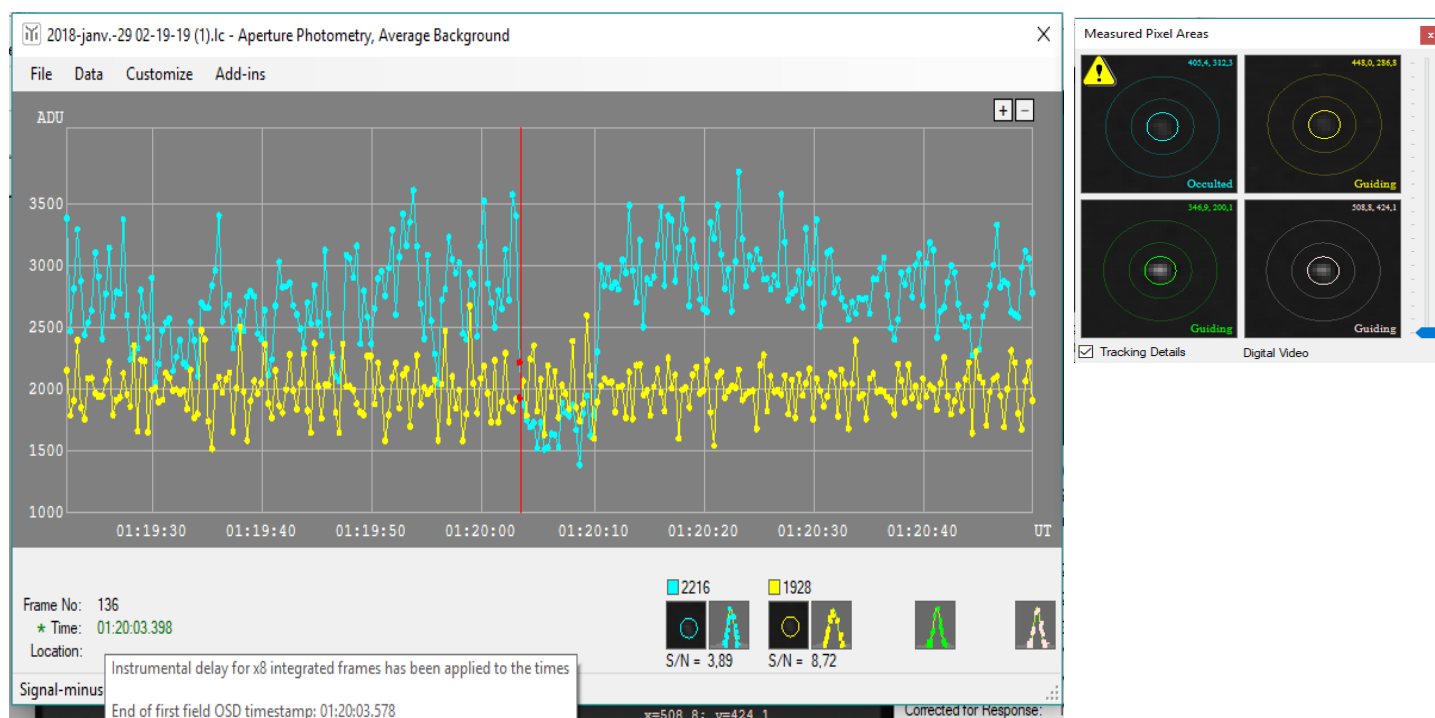 2018-janv.-29 02-19-19 (1).lc - Aperture Photometry, Average Background
File Data Customize Add-ins
ADU
+ -
3500
3000
2500
2000
1500
1000
01:19:30 01:19:40 01:19:50 01:20:00 01:20:10 01:20:20 01:20:30 01:20:40 UT
2216 1928
Frame No: 136
* Time: 01:20:03.398
Location:
S/N = 3,89 S/N = 8,72
Instrumental delay for x8 integrated frames has been applied to the times
Signal-minus
End of first field OSD timestamp: 01:20:03.578
x=508.8; y=424.1
Corrected for Response:
Measured Pixel Areas
x
403,4, 312,3
Occulted
448,0, 286,8
Guiding
346,9, 200,1
Guiding
508,8, 424,1
Guiding
Tracking Details Digital Video